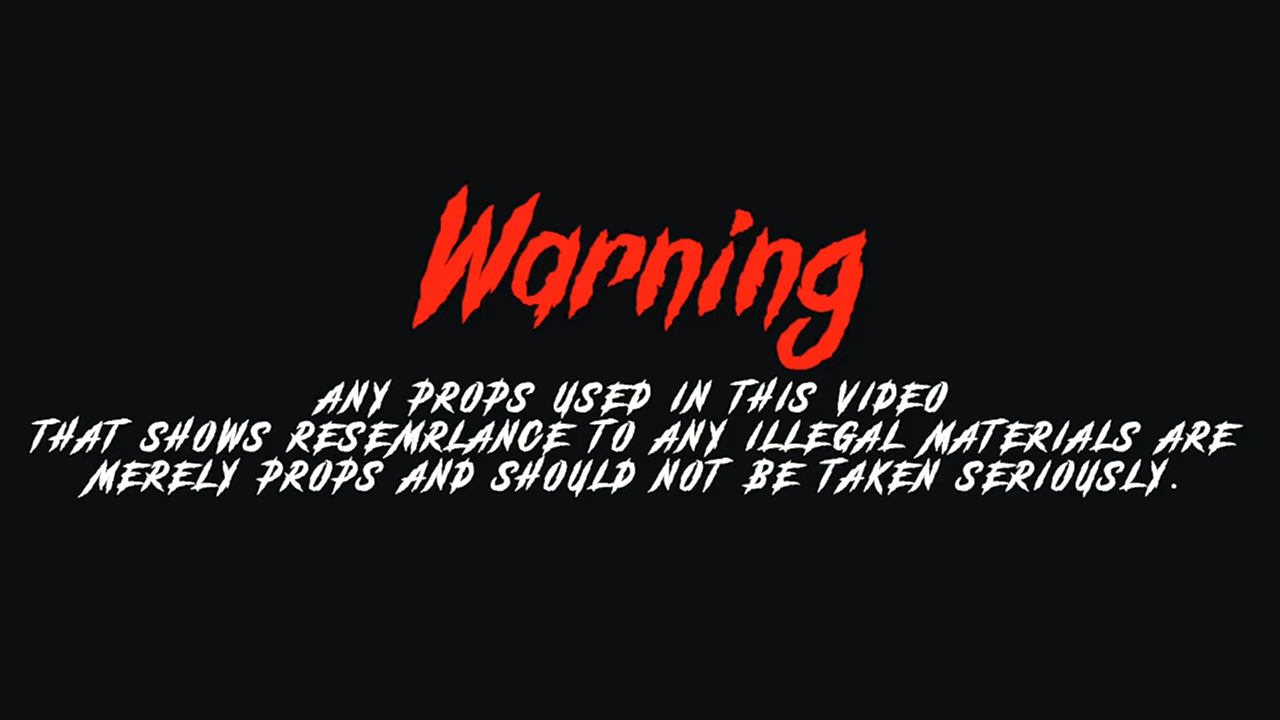 Warning
ANY PROPS USED IN THIS VIDEO
THAT SHOWS RESEMRLANCE TO ANY ILLEGAL MATERIALS ARE
MERELY PROPS AND SHOULD NOT BE TAKEN SERIOUSLY.